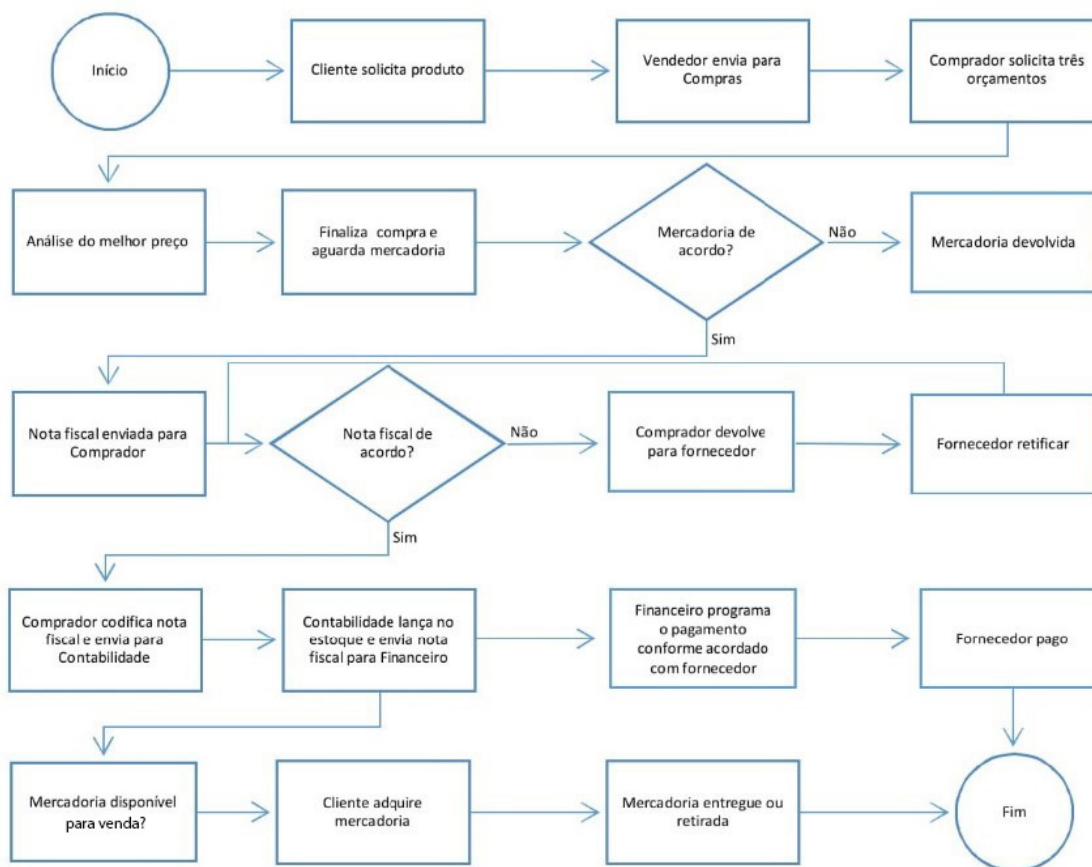 Início
Cliente solicita produto
Vendedor envia para
Compras
Comprador solicita três
orçamentos
Análise do melhor preço
Finaliza compra e
aguarda mercadoria
Mercadoria de
acordo?
Não
Mercadoria devolvida
Sim
Nota fiscal enviada para
Comprador
Nota fiscal de
acordo?
Não
Comprador devolve
para fornecedor
Fornecedor retificar
Sim
Comprador codifica nota
fiscal e envia para
Contabilidade
Contabilidade lança no
estoque e envia nota
fiscal para Financeiro
Financeiro programa
o pagamento
conforme acordado
com fornecedor
Fornecedor pago
Mercadoria disponível
para venda?
Cliente adquire
mercadoria
Mercadoria entregue ou
retirada
Fim